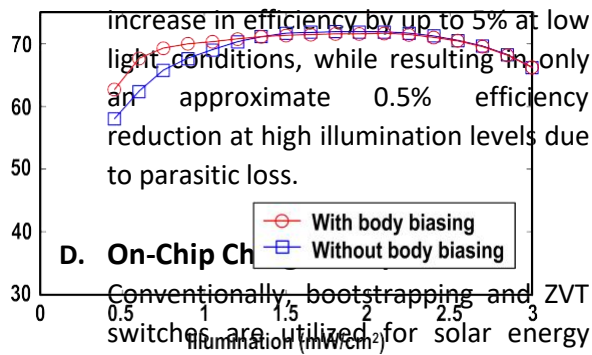 increase in efficiency by up to 5% at low
light conditions, while resulting in only
an approximate 0.5% efficiency
reduction at high illumination levels due
to parasitic loss.
70
60
50
40
30
With body biasing
Without body biasing
D. On-Chip
Conventionally, bootstrapping and ZVT
0 0.5 1 1.5 2 2.5 3
switches are utilized for solar energy
Illumination (mW/cm²)